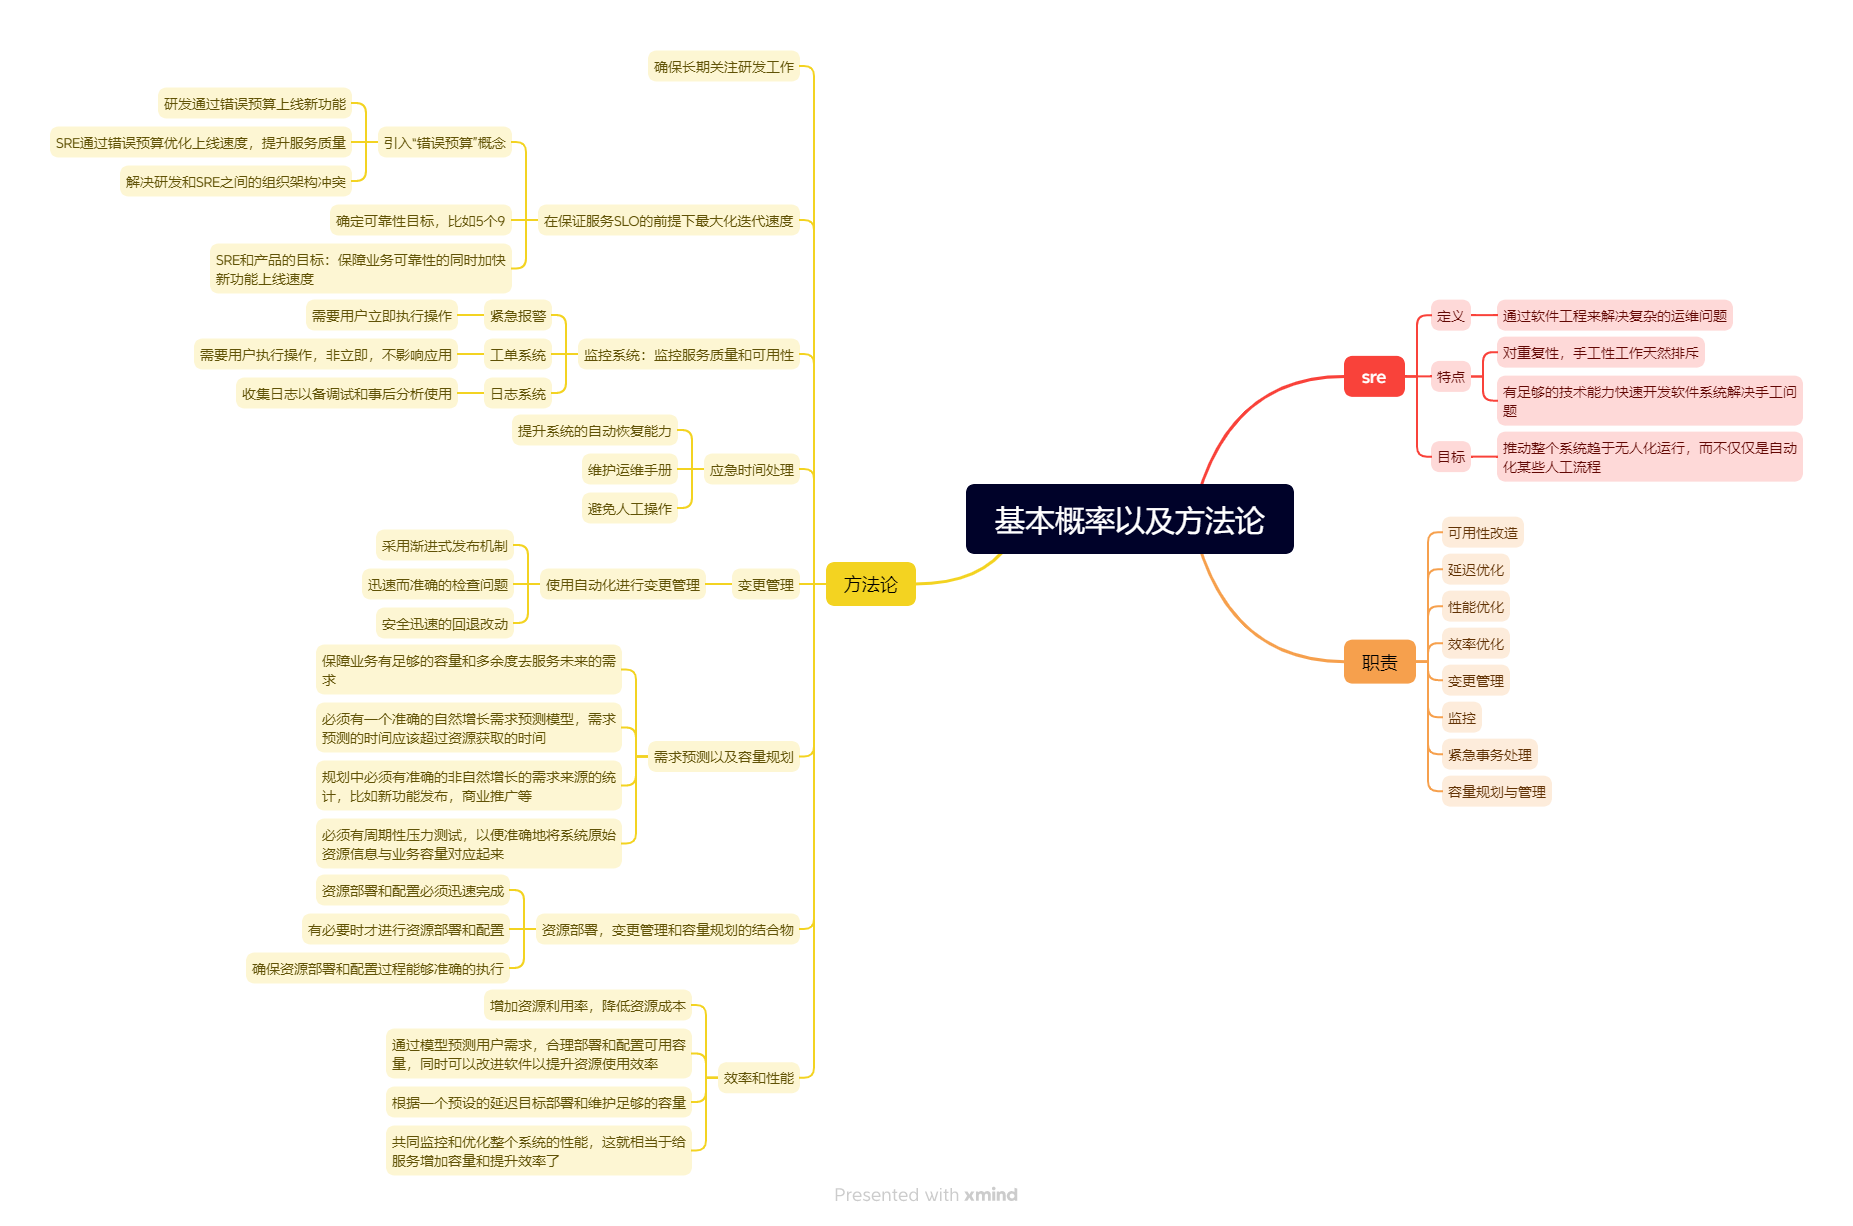 基本概率以及方法论
sre
定义
通过软件工程来解决复杂的运维问题
特点
对重复性，手工性工作天然排斥
有足够的技术能力快速开发软件系统解决手工问
题
目标
推动整个系统趋于无人化运行，而不仅仅是自动
化某些人工流程
职责
可用性改造
延迟优化
性能优化
效率优化
变更管理
监控
紧急事务处理
容量规划与管理
方法论
确保长期关注研发工作
在保证服务SLO的前提下最大化迭代速度
引入“错误预算”概念
研发通过错误预算上线新功能
SRE通过错误预算优化上线速度，提升服务质量
解决研发和SRE之间的组织架构冲突
确定可靠性目标，比如5个9
SRE和产品的目标：保障业务可靠性的同时加快
新功能上线速度
监控系统：监控服务质量和可用性
紧急报警
需要用户立即执行操作
工单系统
需要用户执行操作，非立即，不影响应用
日志系统
收集日志以备调试和事后分析使用
应急时间处理
提升系统的自动恢复能力
维护运维手册
避免人工操作
变更管理
使用自动化进行变更管理
采用渐进式发布机制
迅速而准确的检查问题
安全迅速的回退改动
需求预测以及容量规划
保障业务有足够的容量和多余度去服务未来的需
求
必须有一个准确的自然增长需求预测模型，需求
预测的时间应该超过资源获取的时间
规划中必须有准确的非自然增长的需求来源的统
计，比如新功能发布，商业推广等
必须有周期性压力测试，以便准确地将系统原始
资源信息与业务容量对应起来
资源部署，变更管理和容量规划的结合物
资源部署和配置必须迅速完成
有必要时才进行资源部署和配置
确保资源部署和配置过程能够准确的执行
效率和性能
增加资源利用率，降低资源成本
通过模型预测用户需求，合理部署和配置可用容
量，同时可以改进软件以提升资源使用效率
根据一个预设的延迟目标部署和维护足够的容量
共同监控和优化整个系统的性能，这就相当于给
服务增加容量和提升效率了
Presented with xmind